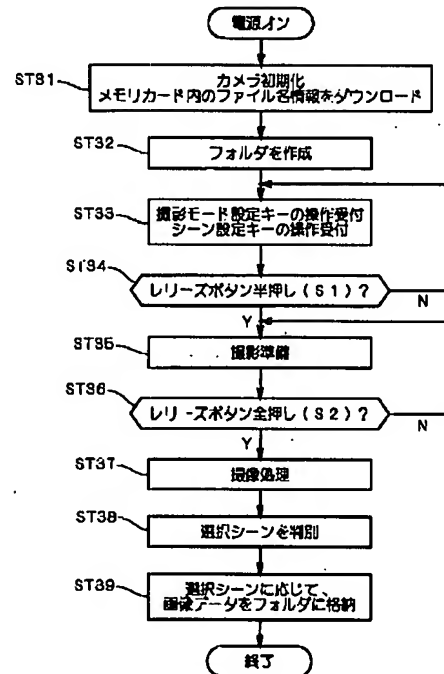 電源オン
ST31
カメラ初期化
メモリカード内のファイル名情報をダウンロード
ST32
フォルダを作成
ST33
撮影モード設定キーの操作受付
シーン設定キーの操作受付
ST34
レリーズボタン半押し(S1)?
N
Y
ST35
撮影準備
ST36
レリーズボタン全押し(S2)?
N
Y
ST37
撮像処理
ST38
選択シーンを判別
ST39
選択シーンに応じて、
画像データをフォルダに格納
終了